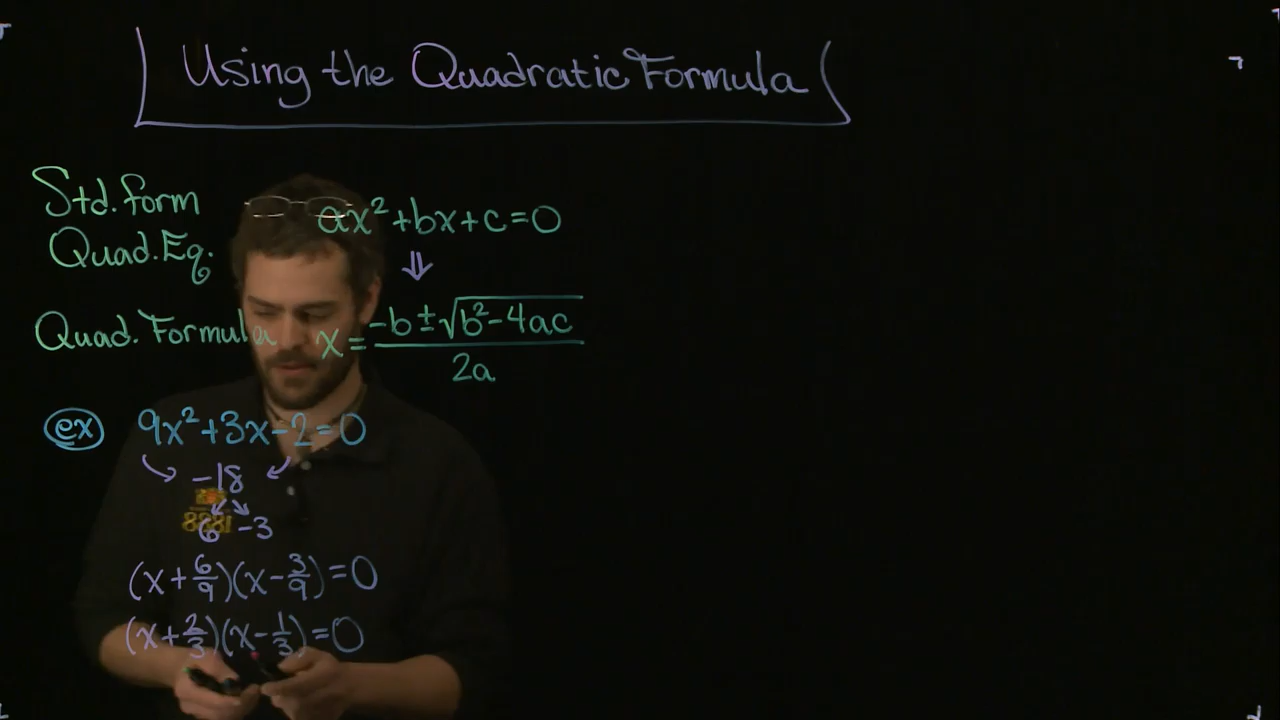 Using the Quadratic Formula
Std. form
Quad. Eq.
ax²+bx+c=0
⇓
Quad. Formula x = (-b±√(b²-4ac))/(2a)
ex 9x²+3x-2=0
-18
6 -3
(x+6/9)(x-3/9)=0
(x+2/3)(x-1/3)=0